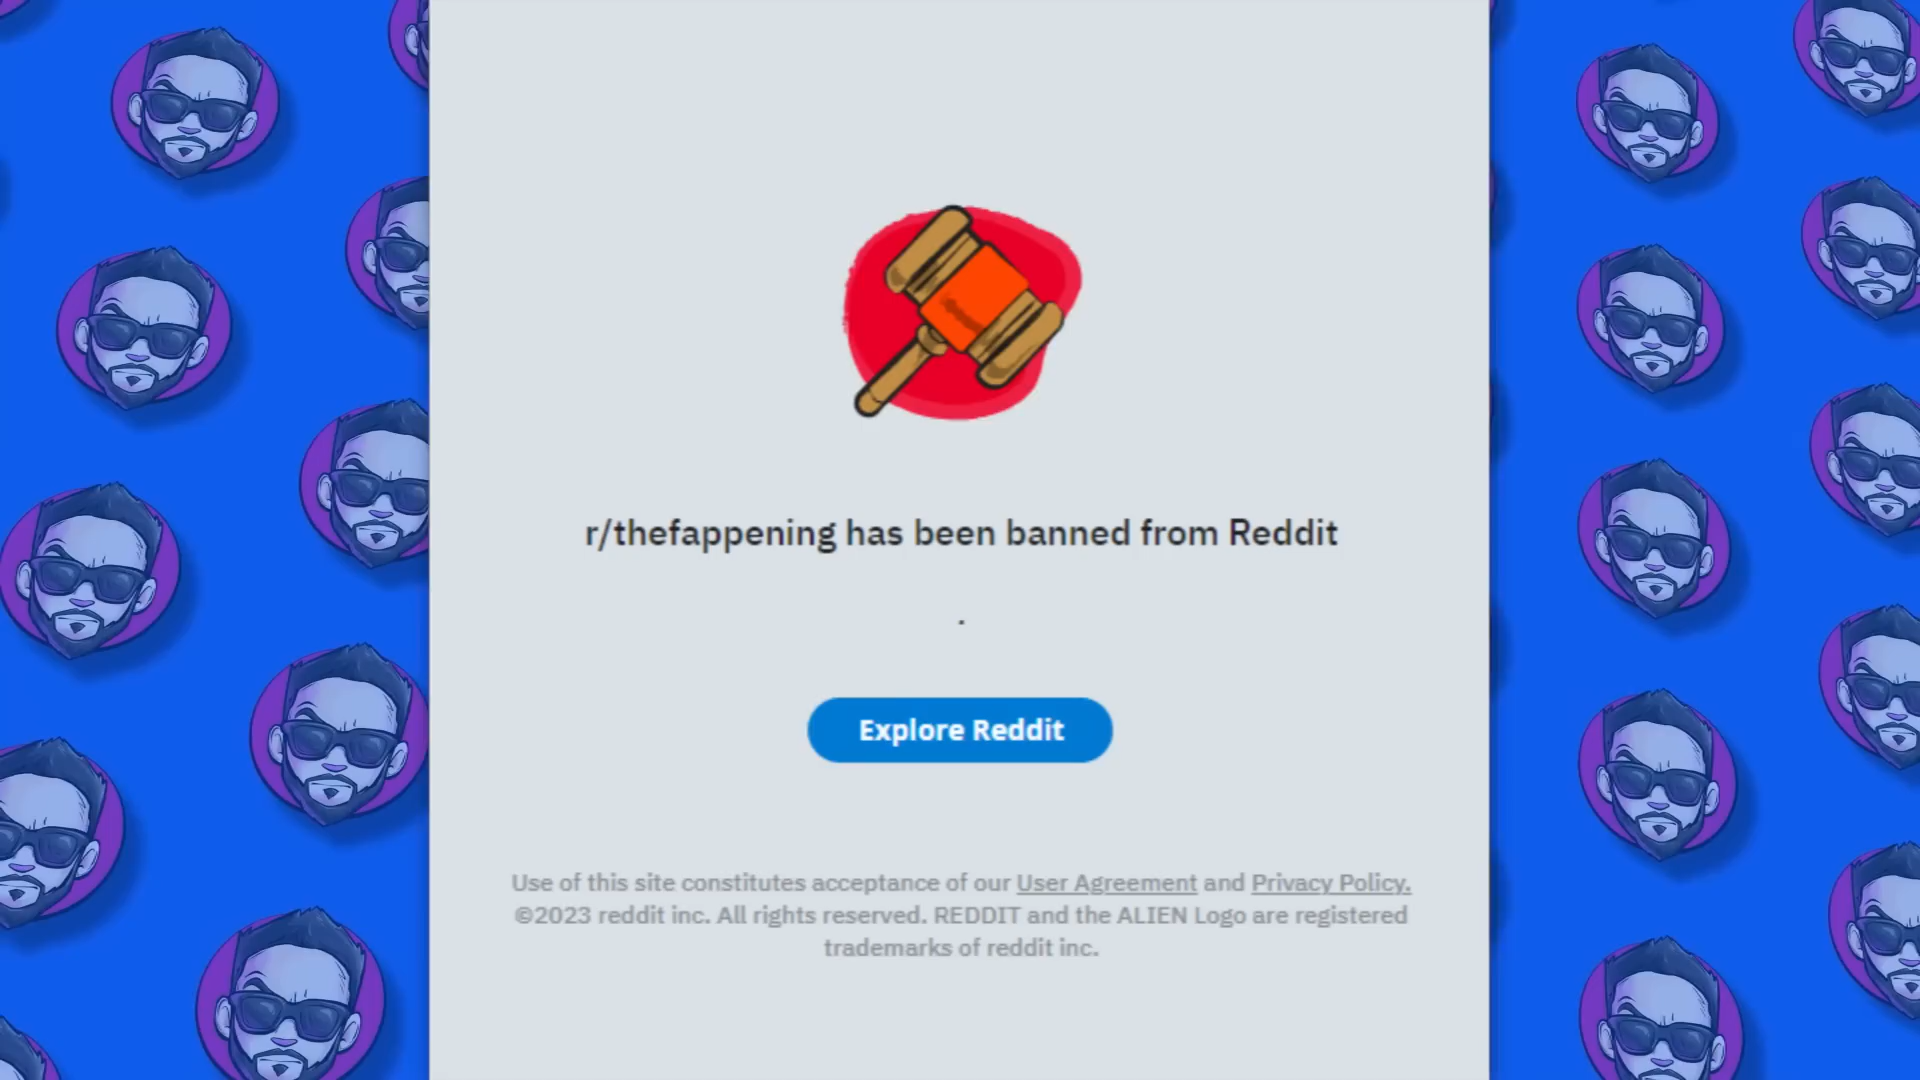 r/thefappening has been banned from Reddit
.
Explore Reddit
Use of this site constitutes acceptance of our User Agreement and Privacy Policy.
©2023 reddit inc. All rights reserved. REDDIT and the ALIEN Logo are registered
trademarks of reddit inc.